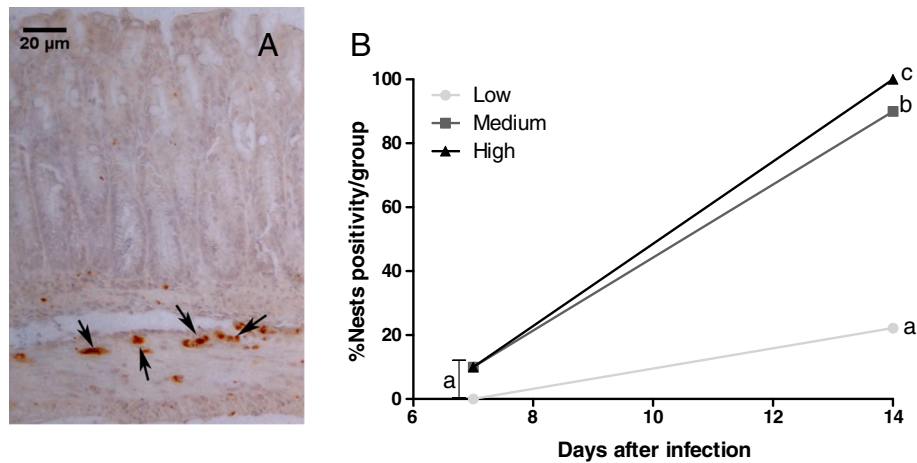 20 µm
A
B
%Nests positivity/group
100
80
60
40
20
0
Low
Medium
High
c
b
a
a
6
8
10
12
14
Days after infection